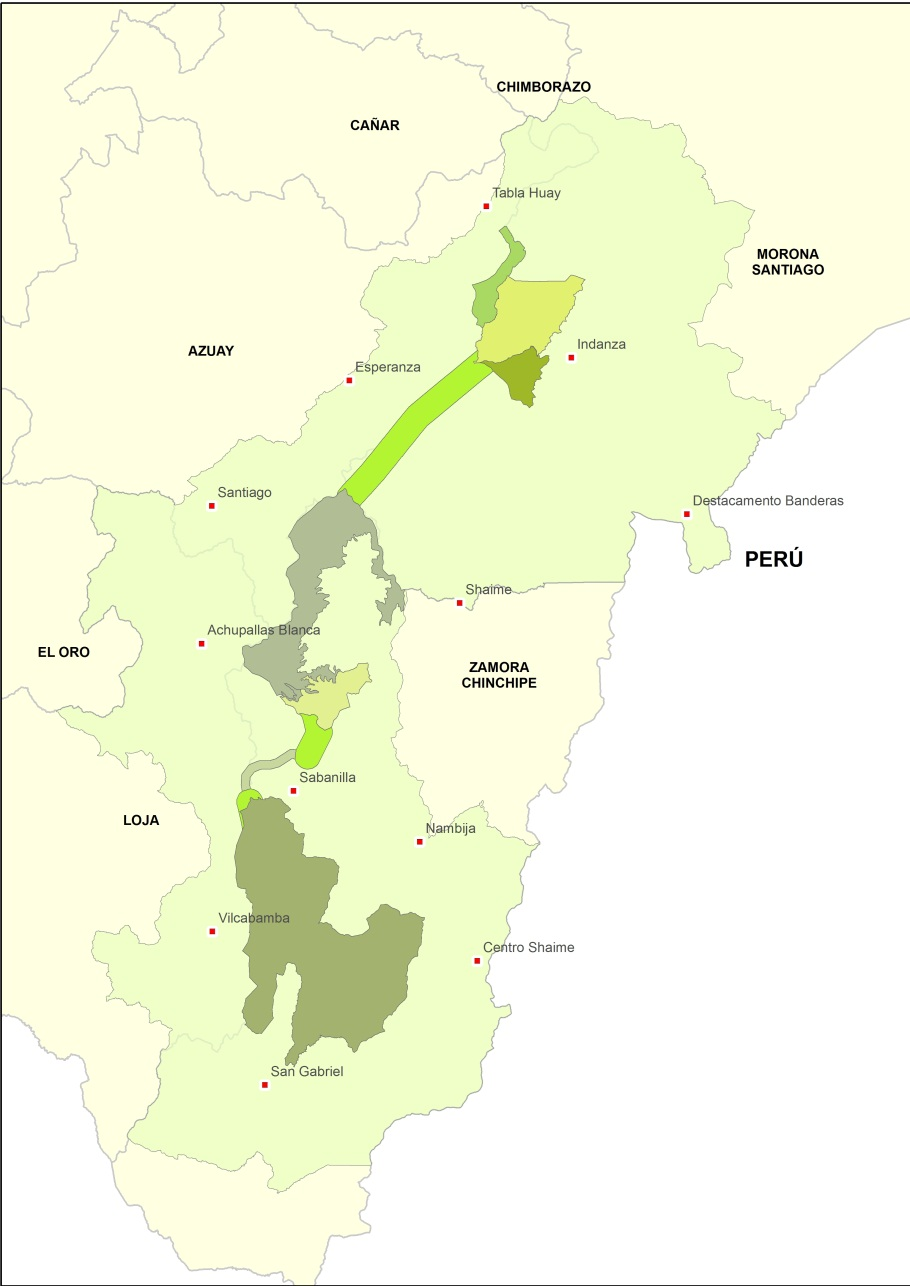 CHIMBORAZO
CAÑAR
Tabla Huay
MORONA
SANTIAGO
Indanza
AZUAY
Esperanza
Santiago
Destacamento Banderas
PERÚ
Shaime
Achupallas Blanca
EL ORO
ZAMORA
CHINCHIPE
Sabanilla
LOJA
Nambija
Vilcabamba
Centro Shaime
San Gabriel